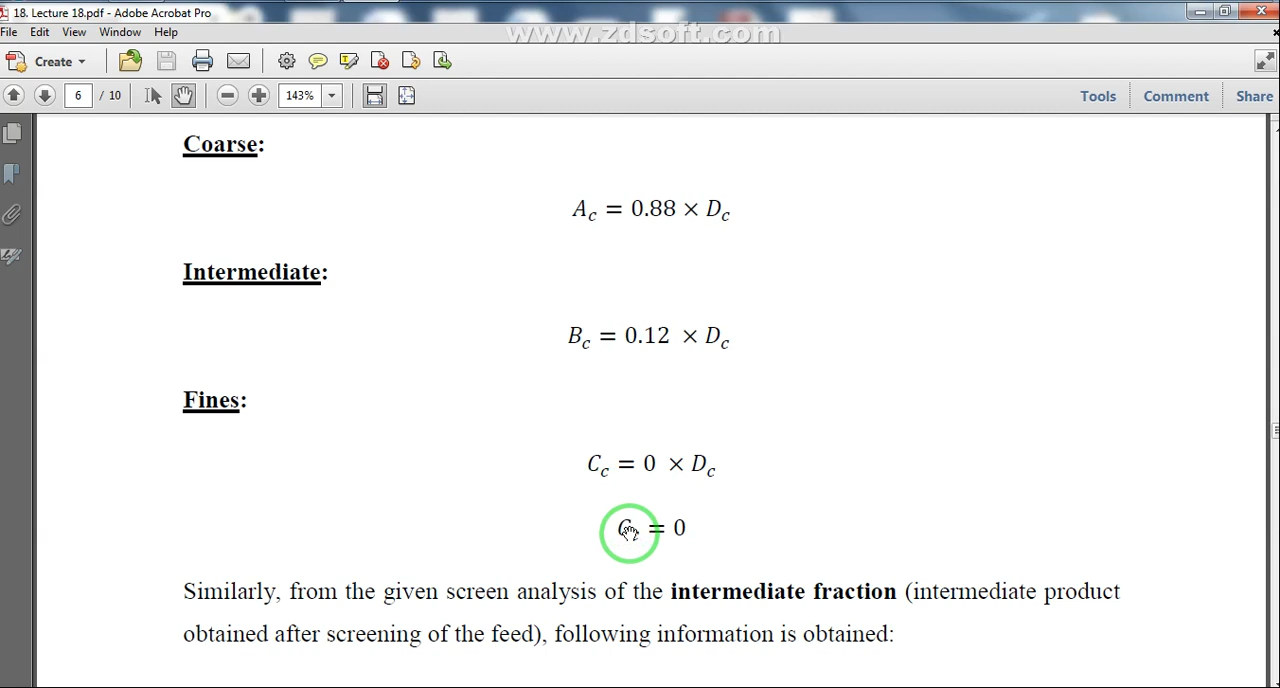 18. Lecture 18.pdf - Adobe Acrobat Pro
www.zdsoft.com
File Edit View Window Help
Create
6 / 10 143% Tools Comment Share
Coarse:
A_c = 0.88 × D_c
Intermediate:
B_c = 0.12 × D_c
Fines:
C_c = 0 × D_c
= 0
Similarly, from the given screen analysis of the intermediate fraction (intermediate product
obtained after screening of the feed), following information is obtained: